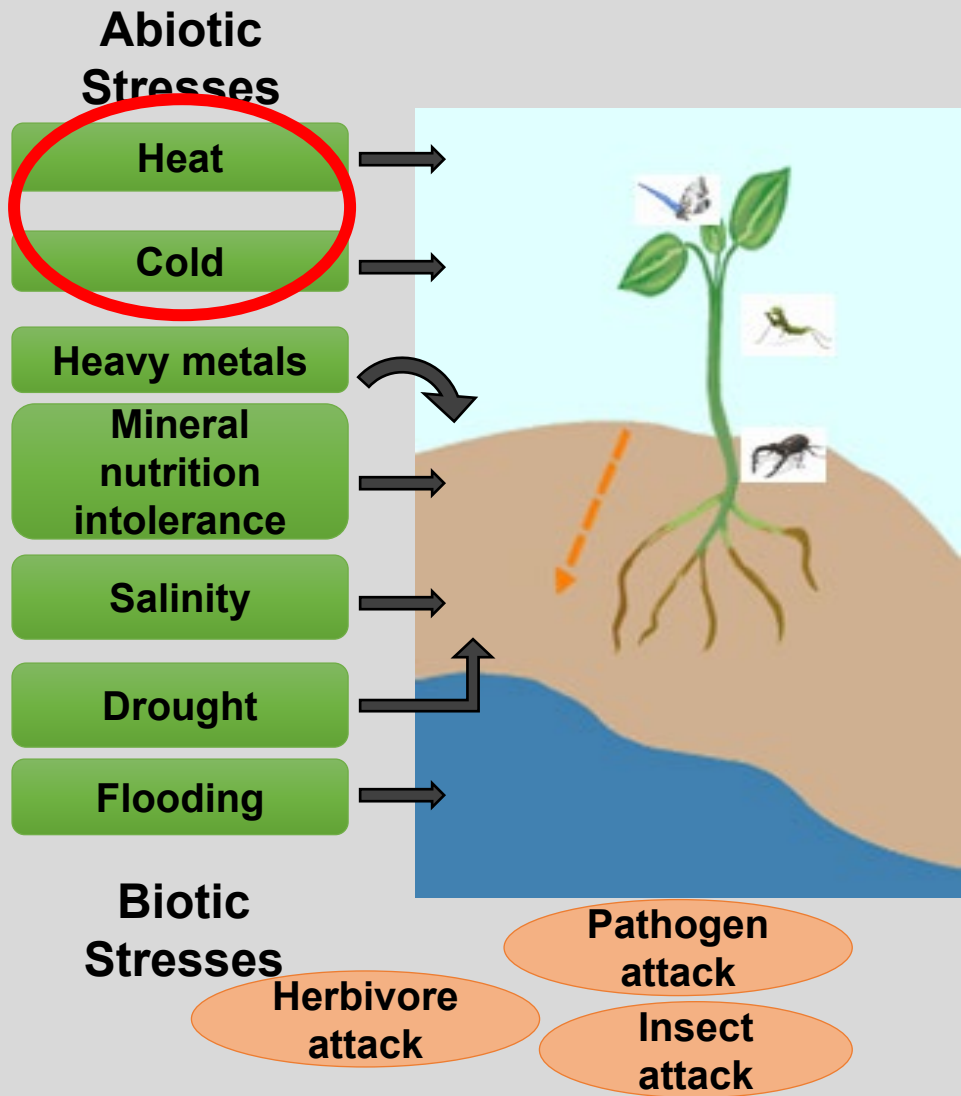 Abiotic
Stresses
Heat
Cold
Heavy metals
Mineral
nutrition
intolerance
Salinity
Drought
Flooding
Biotic
Stresses
Pathogen
attack
Herbivore
attack
Insect
attack